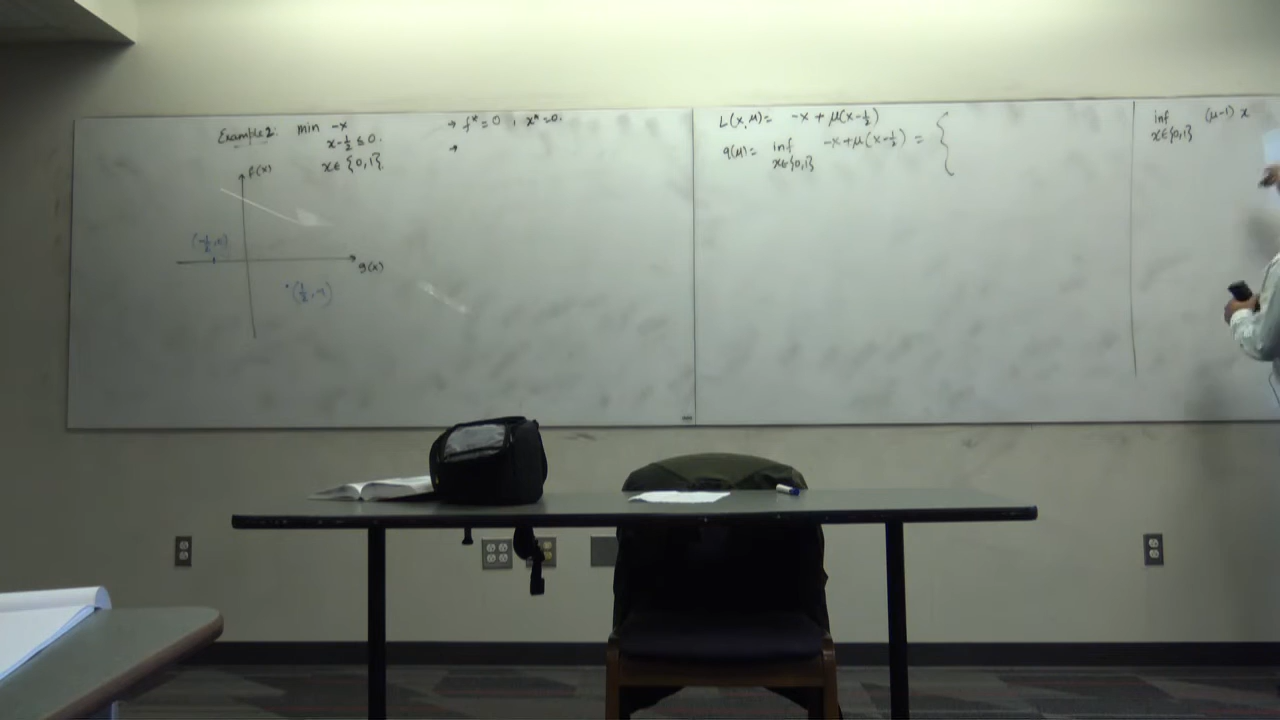 Example 2: min -x
x-½ ≤ 0.
x ∈ {0,1}.
→ f* = 0, x* = 0.
→
f(x)
(-½,0)
g(x)
(½,-1)
L(x,μ) = -x + μ(x-½)
q(μ) = inf -x+μ(x-½) = {
x∈{0,1}
inf (μ-1) x
x∈{0,1}